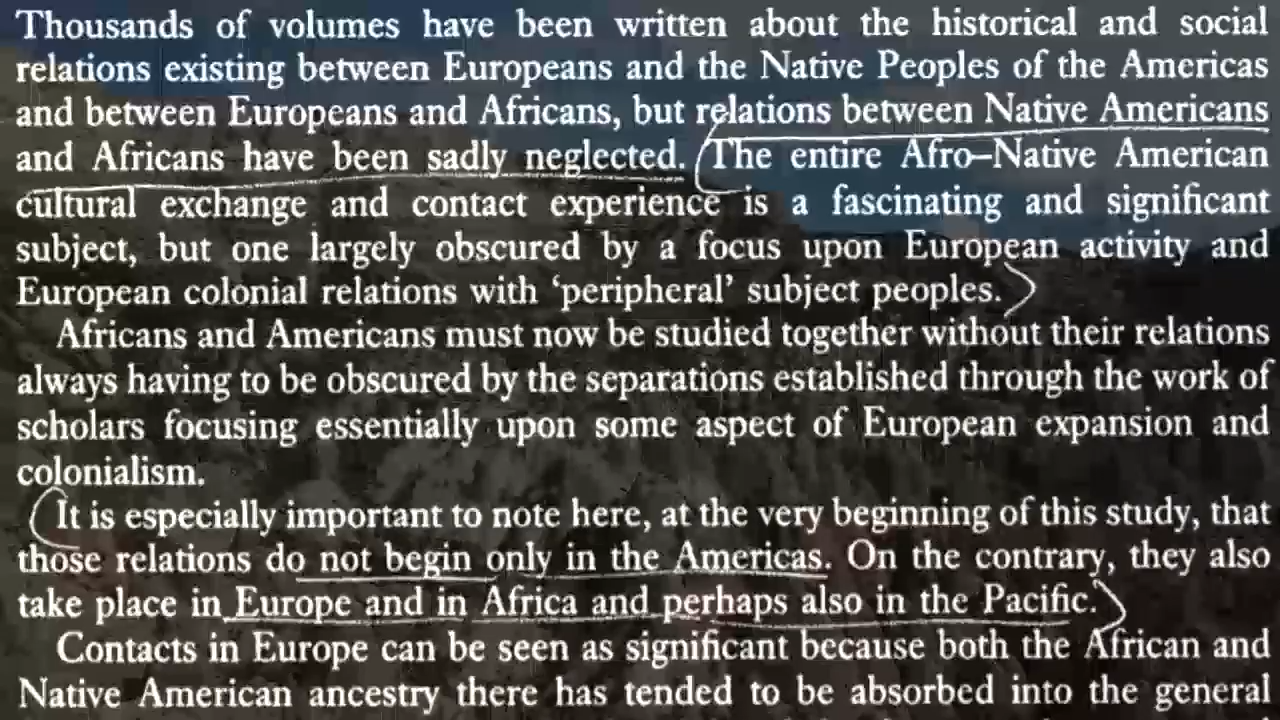 Thousands of volumes have been written about the historical and social
relations existing between Europeans and the Native Peoples of the Americas
and between Europeans and Africans, but relations between Native Americans
and Africans have been sadly neglected. The entire Afro–Native American
cultural exchange and contact experience is a fascinating and significant
subject, but one largely obscured by a focus upon European activity and
European colonial relations with ‘peripheral’ subject peoples.
Africans and Americans must now be studied together without their relations
always having to be obscured by the separations established through the work of
scholars focusing essentially upon some aspect of European expansion and
colonialism.
It is especially important to note here, at the very beginning of this study, that
those relations do not begin only in the Americas. On the contrary, they also
take place in Europe and in Africa and perhaps also in the Pacific.
Contacts in Europe can be seen as significant because both the African and
Native American ancestry there has tended to be absorbed into the general